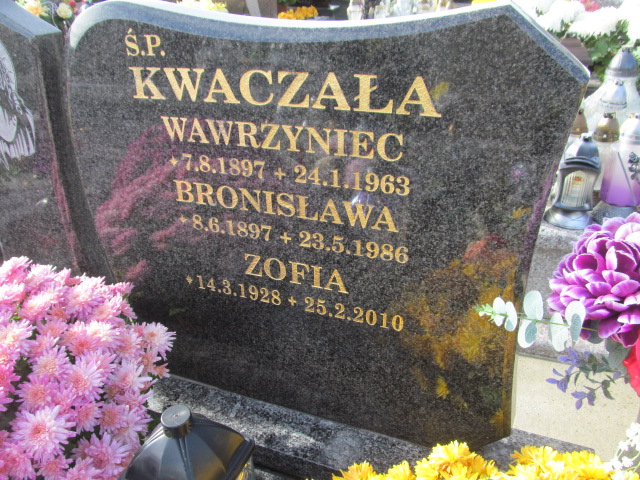 Ś.P.
KWACZAŁA
WAWRZYNIEC
*7.8.1897 + 24.1.1963
BRONISŁAWA
*8.6.1897 + 23.5.1986
ZOFIA
*14.3.1928 + 25.2.2010